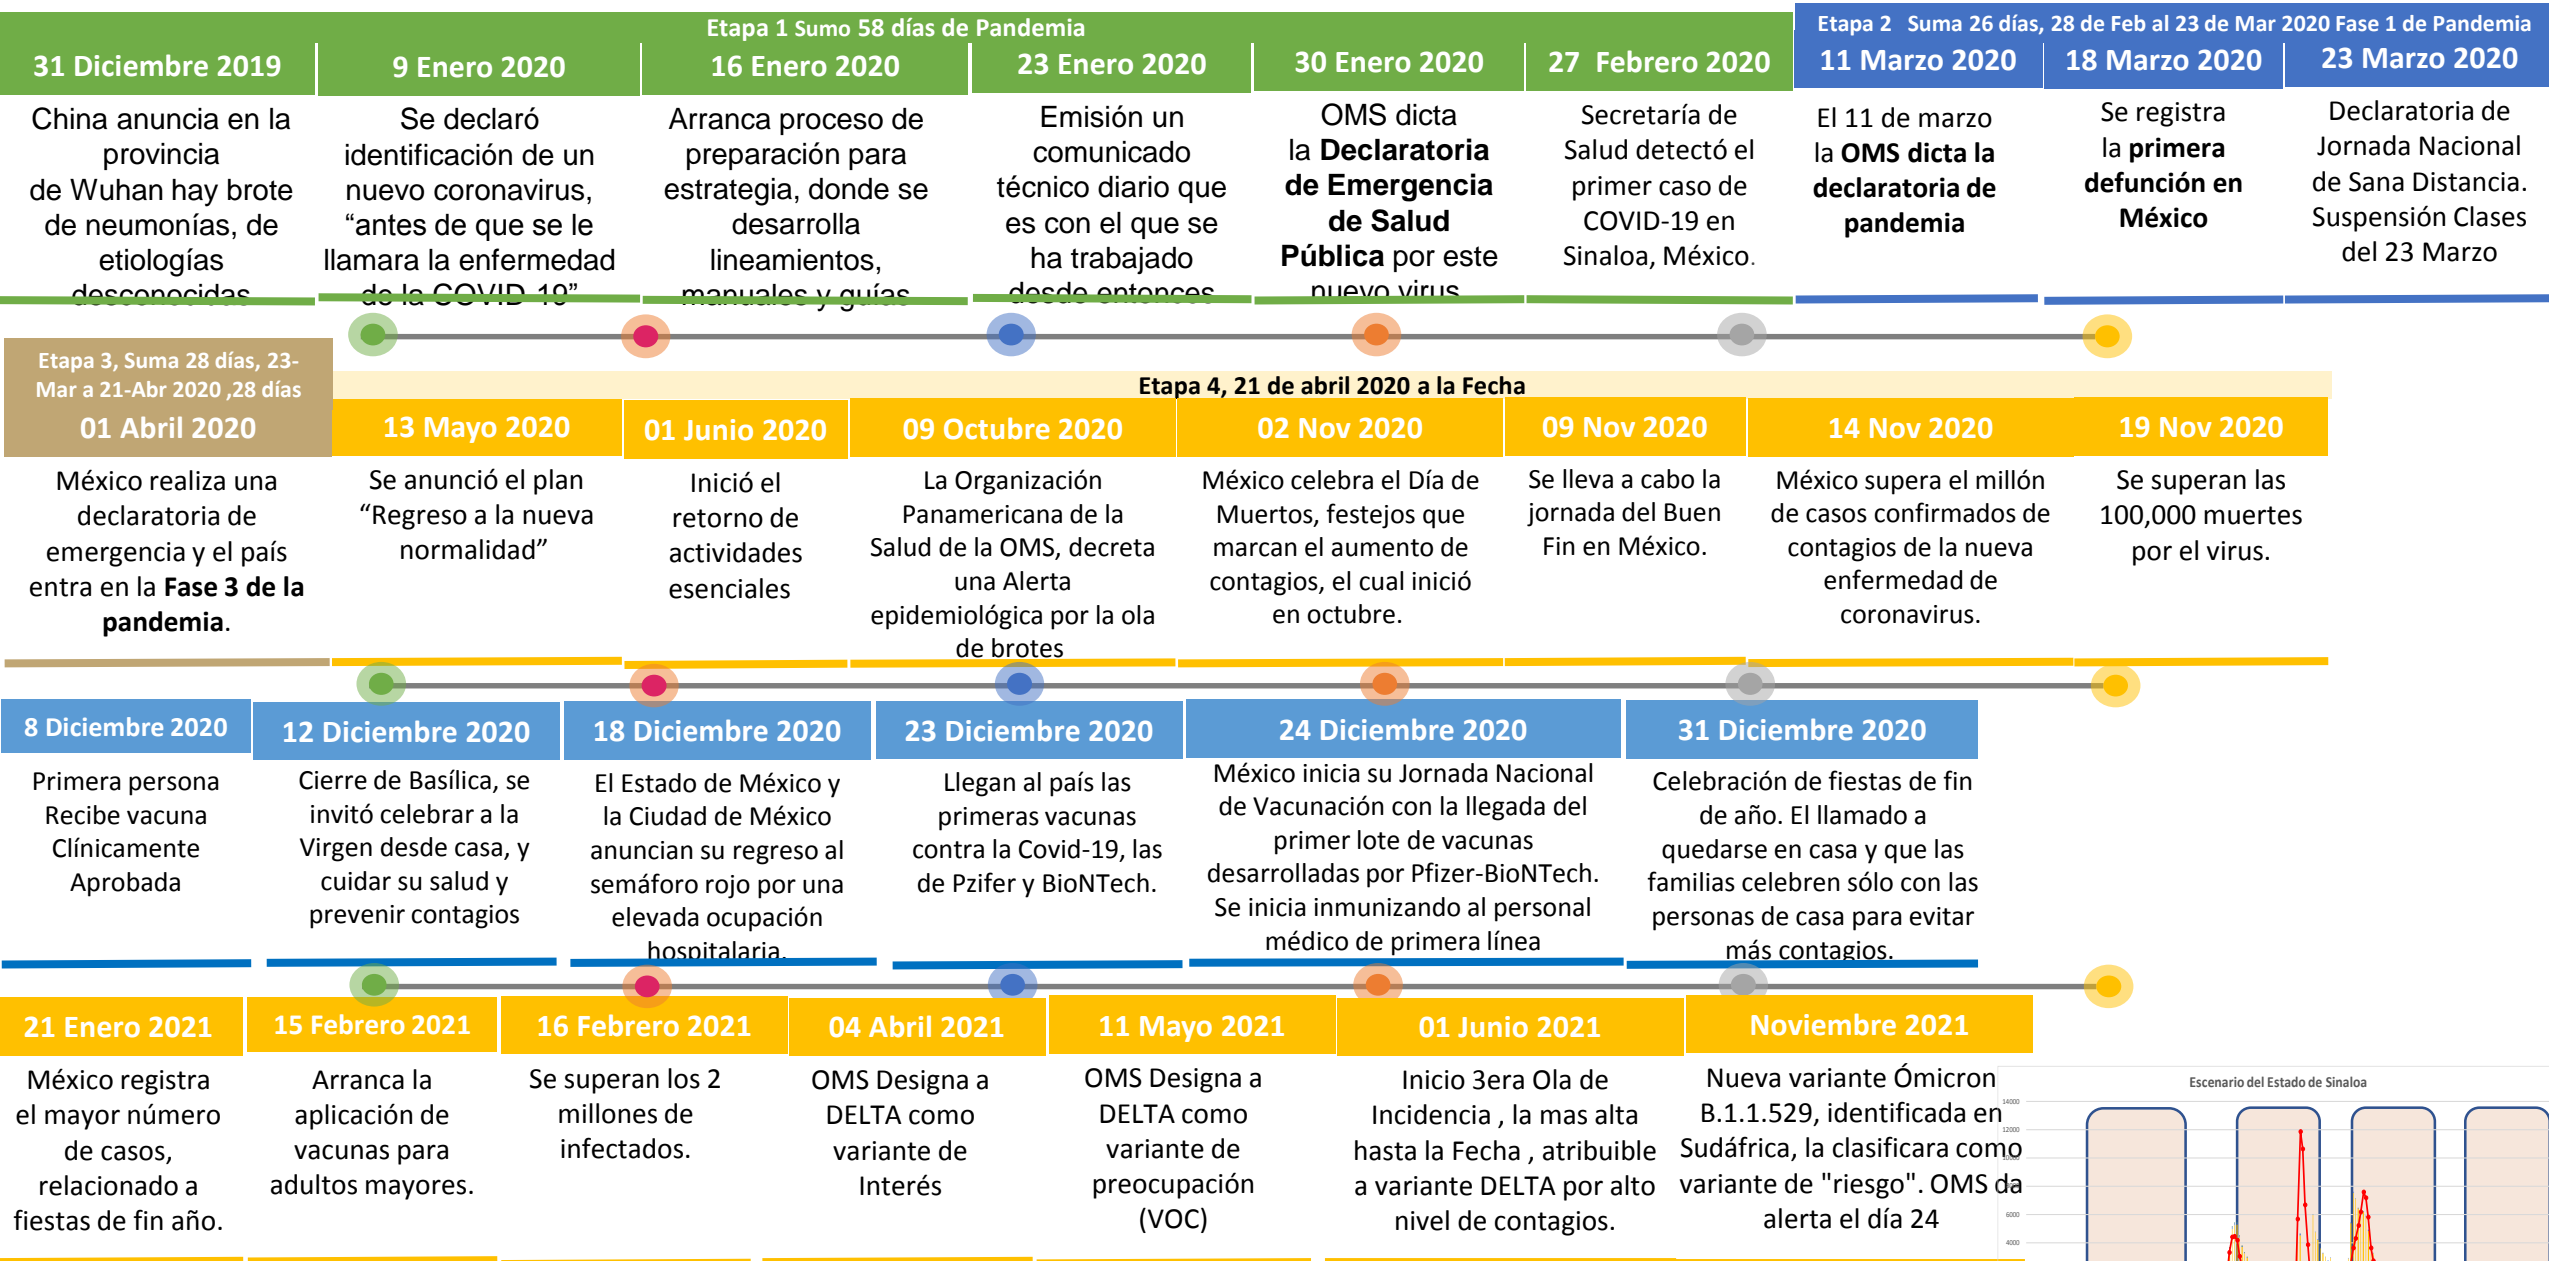 Etapa 1 Sumo 58 días de Pandemia
Etapa 2 Suma 26 días, 28 de Feb al 23 de Mar 2020 Fase 1 de Pandemia
31 Diciembre 2019
China anuncia en la
provincia
de Wuhan hay brote
de neumonías, de
etiologías
desconocidas
9 Enero 2020
Se declaró
identificación de un
nuevo coronavirus,
“antes de que se le
llamara la enfermedad
de la COVID-19”
16 Enero 2020
Arranca proceso de
preparación para
estrategia, donde se
desarrolla
lineamientos,
manuales y guías
23 Enero 2020
Emisión un
comunicado
técnico diario que
es con el que se
ha trabajado
desde entonces
30 Enero 2020
OMS dicta
la Declaratoria
de Emergencia
de Salud
Pública por este
nuevo virus
27 Febrero 2020
Secretaría de
Salud detectó el
primer caso de
COVID-19 en
Sinaloa, México.
11 Marzo 2020
El 11 de marzo
la OMS dicta la
declaratoria de
pandemia
18 Marzo 2020
Se registra
la primera
defunción en
México
23 Marzo 2020
Declaratoria de
Jornada Nacional
de Sana Distancia.
Suspensión Clases
del 23 Marzo
Etapa 3, Suma 28 días, 23-
Mar a 21-Abr 2020 ,28 días
01 Abril 2020
México realiza una
declaratoria de
emergencia y el país
entra en la Fase 3 de la
pandemia.
Etapa 4, 21 de abril 2020 a la Fecha
13 Mayo 2020
Se anunció el plan
“Regreso a la nueva
normalidad”
01 Junio 2020
Inició el
retorno de
actividades
esenciales
09 Octubre 2020
La Organización
Panamericana de la
Salud de la OMS, decreta
una Alerta
epidemiológica por la ola
de brotes
02 Nov 2020
México celebra el Día de
Muertos, festejos que
marcan el aumento de
contagios, el cual inició
en octubre.
09 Nov 2020
Se lleva a cabo la
jornada del Buen
Fin en México.
14 Nov 2020
México supera el millón
de casos confirmados de
contagios de la nueva
enfermedad de
coronavirus.
19 Nov 2020
Se superan las
100,000 muertes
por el virus.
8 Diciembre 2020
Primera persona
Recibe vacuna
Clínicamente
Aprobada
12 Diciembre 2020
Cierre de Basílica, se
invitó celebrar a la
Virgen desde casa, y
cuidar su salud y
prevenir contagios
18 Diciembre 2020
El Estado de México y
la Ciudad de México
anuncian su regreso al
semáforo rojo por una
elevada ocupación
hospitalaria.
23 Diciembre 2020
Llegan al país las
primeras vacunas
contra la Covid-19, las
de Pzifer y BioNTech.
24 Diciembre 2020
México inicia su Jornada Nacional
de Vacunación con la llegada del
primer lote de vacunas
desarrolladas por Pfizer-BioNTech.
Se inicia inmunizando al personal
médico de primera línea
31 Diciembre 2020
Celebración de fiestas de fin
de año. El llamado a
quedarse en casa y que las
familias celebren sólo con las
personas de casa para evitar
más contagios.
21 Enero 2021
México registra
el mayor número
de casos,
relacionado a
fiestas de fin año.
15 Febrero 2021
Arranca la
aplicación de
vacunas para
adultos mayores.
16 Febrero 2021
Se superan los 2
millones de
infectados.
04 Abril 2021
OMS Designa a
DELTA como
variante de
Interés
11 Mayo 2021
OMS Designa a
DELTA como
variante de
preocupación
(VOC)
01 Junio 2021
Inicio 3era Ola de
Incidencia , la mas alta
hasta la Fecha , atribuible
a variante DELTA por alto
nivel de contagios.
Noviembre 2021
Nueva variante Ómicron
B.1.1.529, identificada en
Sudáfrica, la clasificara como
variante de "riesgo". OMS da
alerta el día 24
Escenario del Estado de Sinaloa
14000
12000
10000
6000
4000